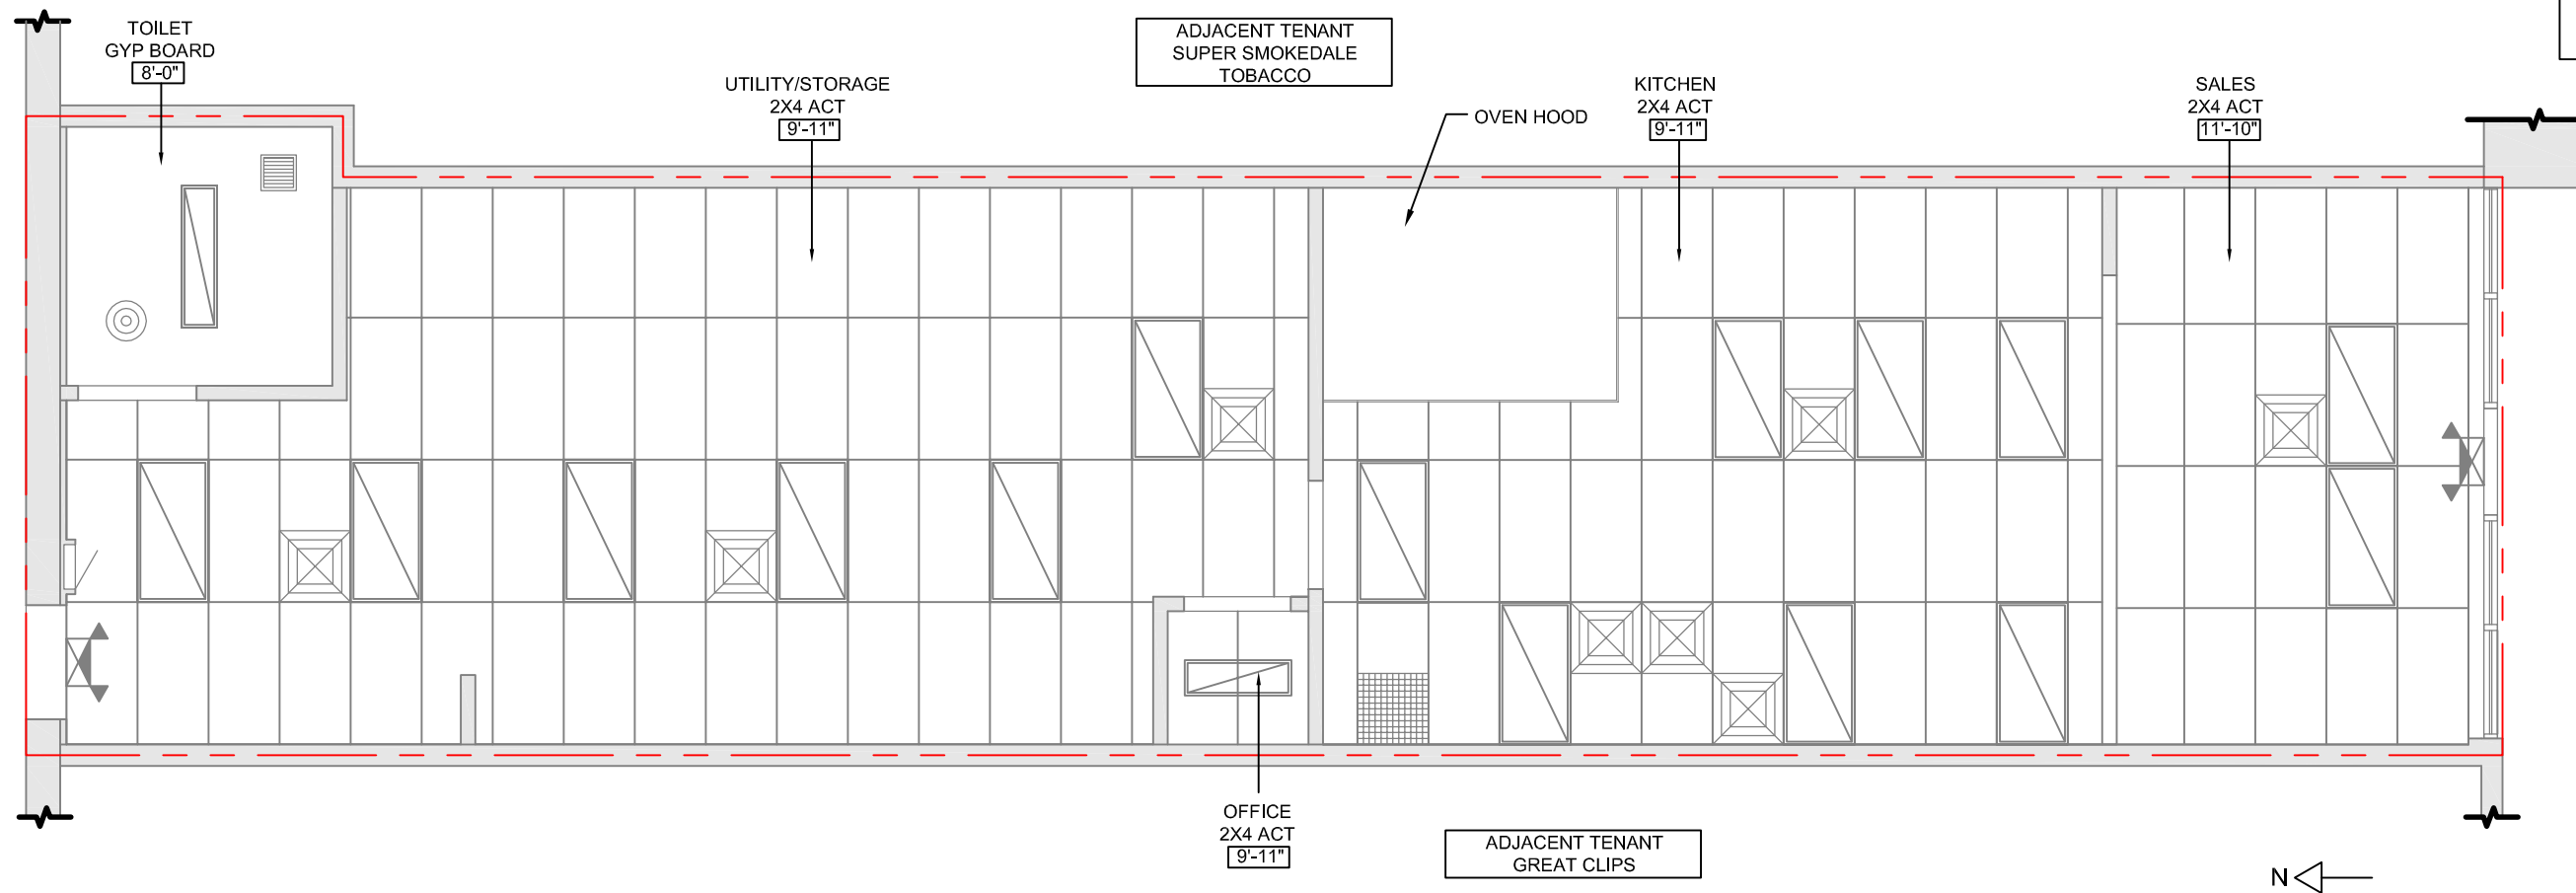 TOILET
GYP BOARD
8'-0"
UTILITY/STORAGE
2X4 ACT
9'-11"
ADJACENT TENANT
SUPER SMOKEDALE
TOBACCO
OVEN HOOD
KITCHEN
2X4 ACT
9'-11"
SALES
2X4 ACT
11'-10"
OFFICE
2X4 ACT
9'-11"
ADJACENT TENANT
GREAT CLIPS
N